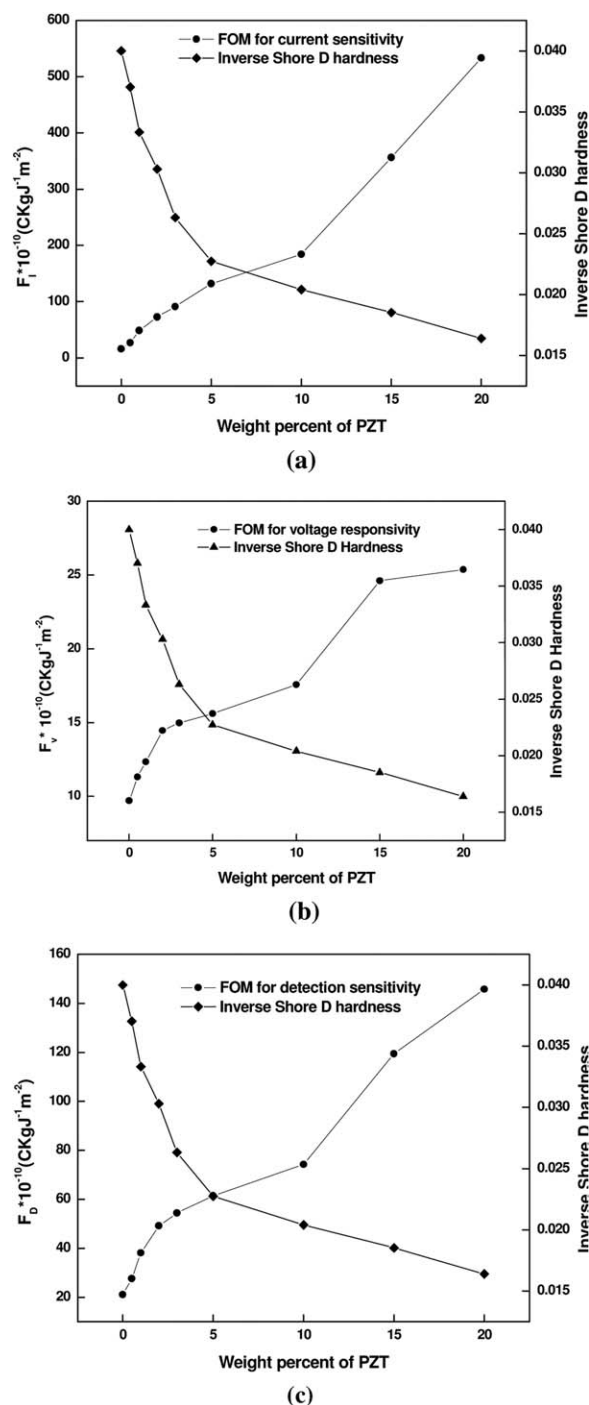 FOM for current sensitivity
Inverse Shore D hardness
600
500
400
300
200
100
0
F_I*10^-10(CKgJ^-1m^-2)
0.040
0.035
0.030
0.025
0.020
0.015
Inverse Shore D hardness
0 5 10 15 20
Weight percent of PZT
(a)
FOM for voltage responsivity
Inverse Shore D Hardness
30
25
20
15
10
F_v* 10^-10(CKgJ^-1m^-2)
0.040
0.035
0.030
0.025
0.020
0.015
Inverse Shore D Hardness
0 5 10 15 20
Weight percent of PZT
(b)
FOM for detection sensitivity
Inverse Shore D hardness
160
140
120
100
80
60
40
20
F_D*10^-10(CKgJ^-1m^-2)
0.040
0.035
0.030
0.025
0.020
0.015
Inverse Shore D hardness
0 5 10 15 20
Weight percent of PZT
(c)